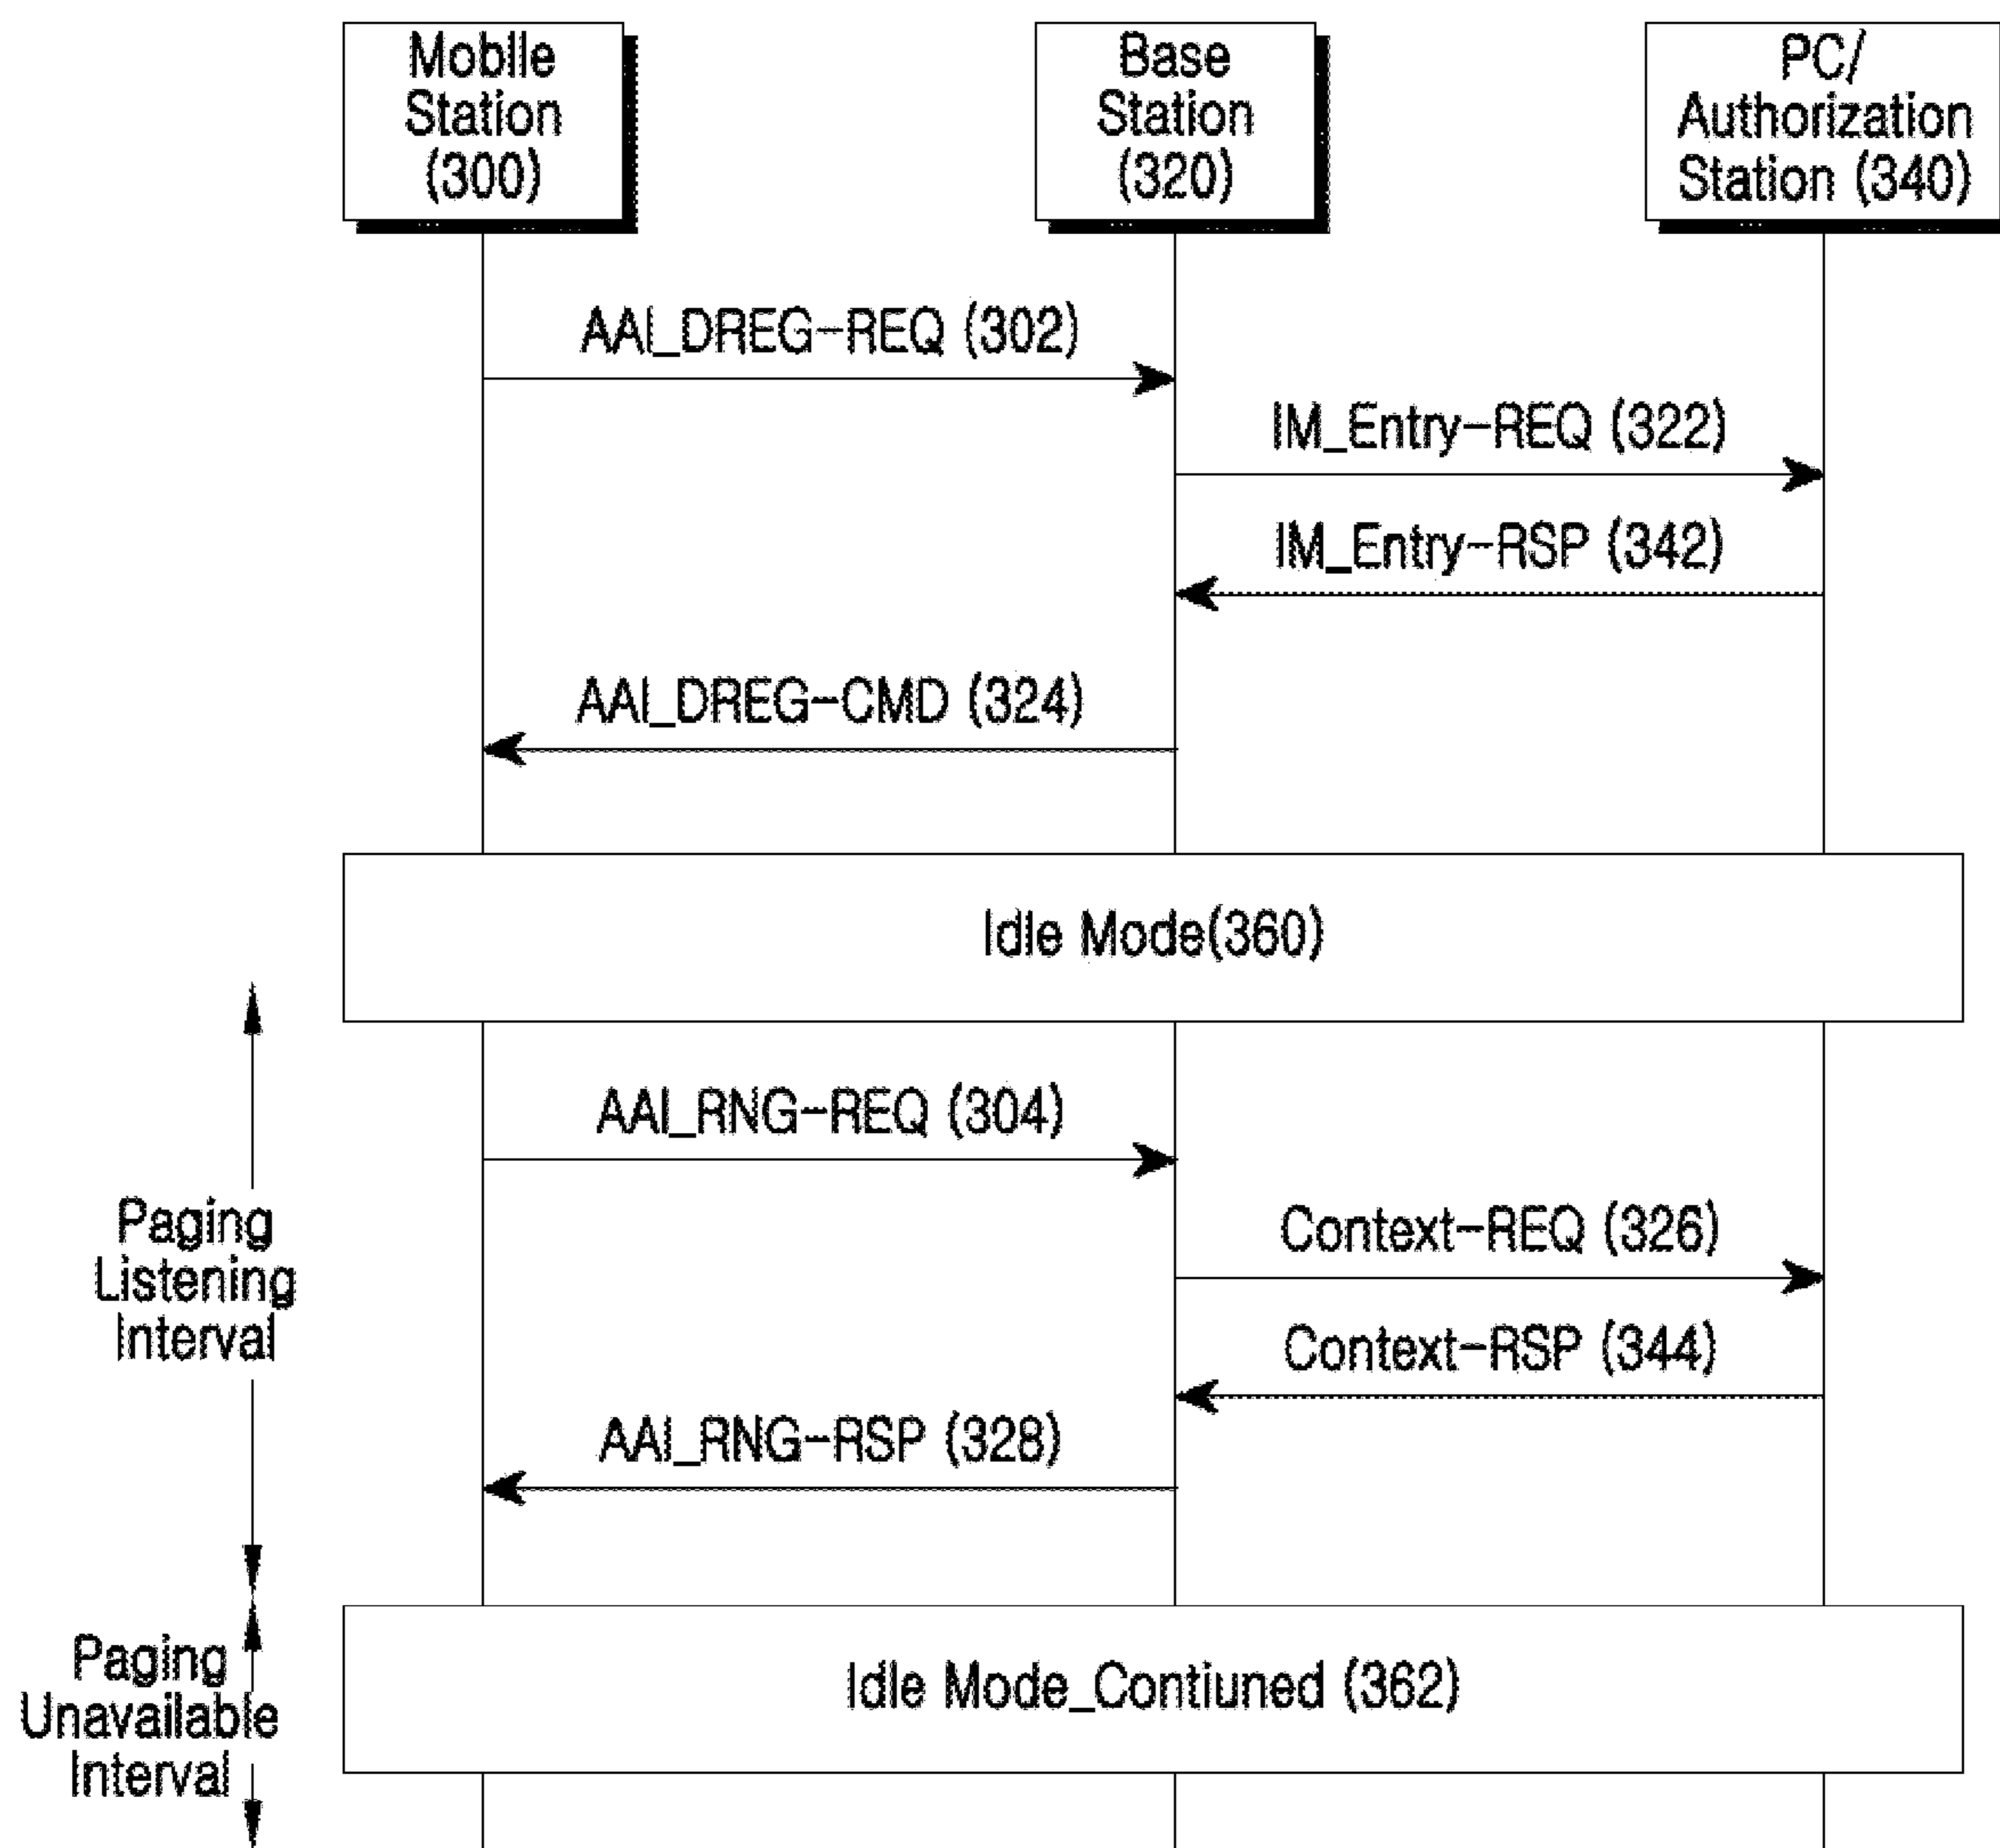 Mobile
Station
(300)
Base
Station
(320)
PC/
Authorization
Station (340)
AAI_DREG-REQ (302)
IM_Entry-REQ (322)
IM_Entry-RSP (342)
AAI_DREG-CMD (324)
Idle Mode(360)
AAI_RNG-REQ (304)
Paging
Listening
Interval
Context-REQ (326)
Context-RSP (344)
AAI_RNG-RSP (328)
Paging
Unavailable
Interval
Idle Mode_Contiuned (362)